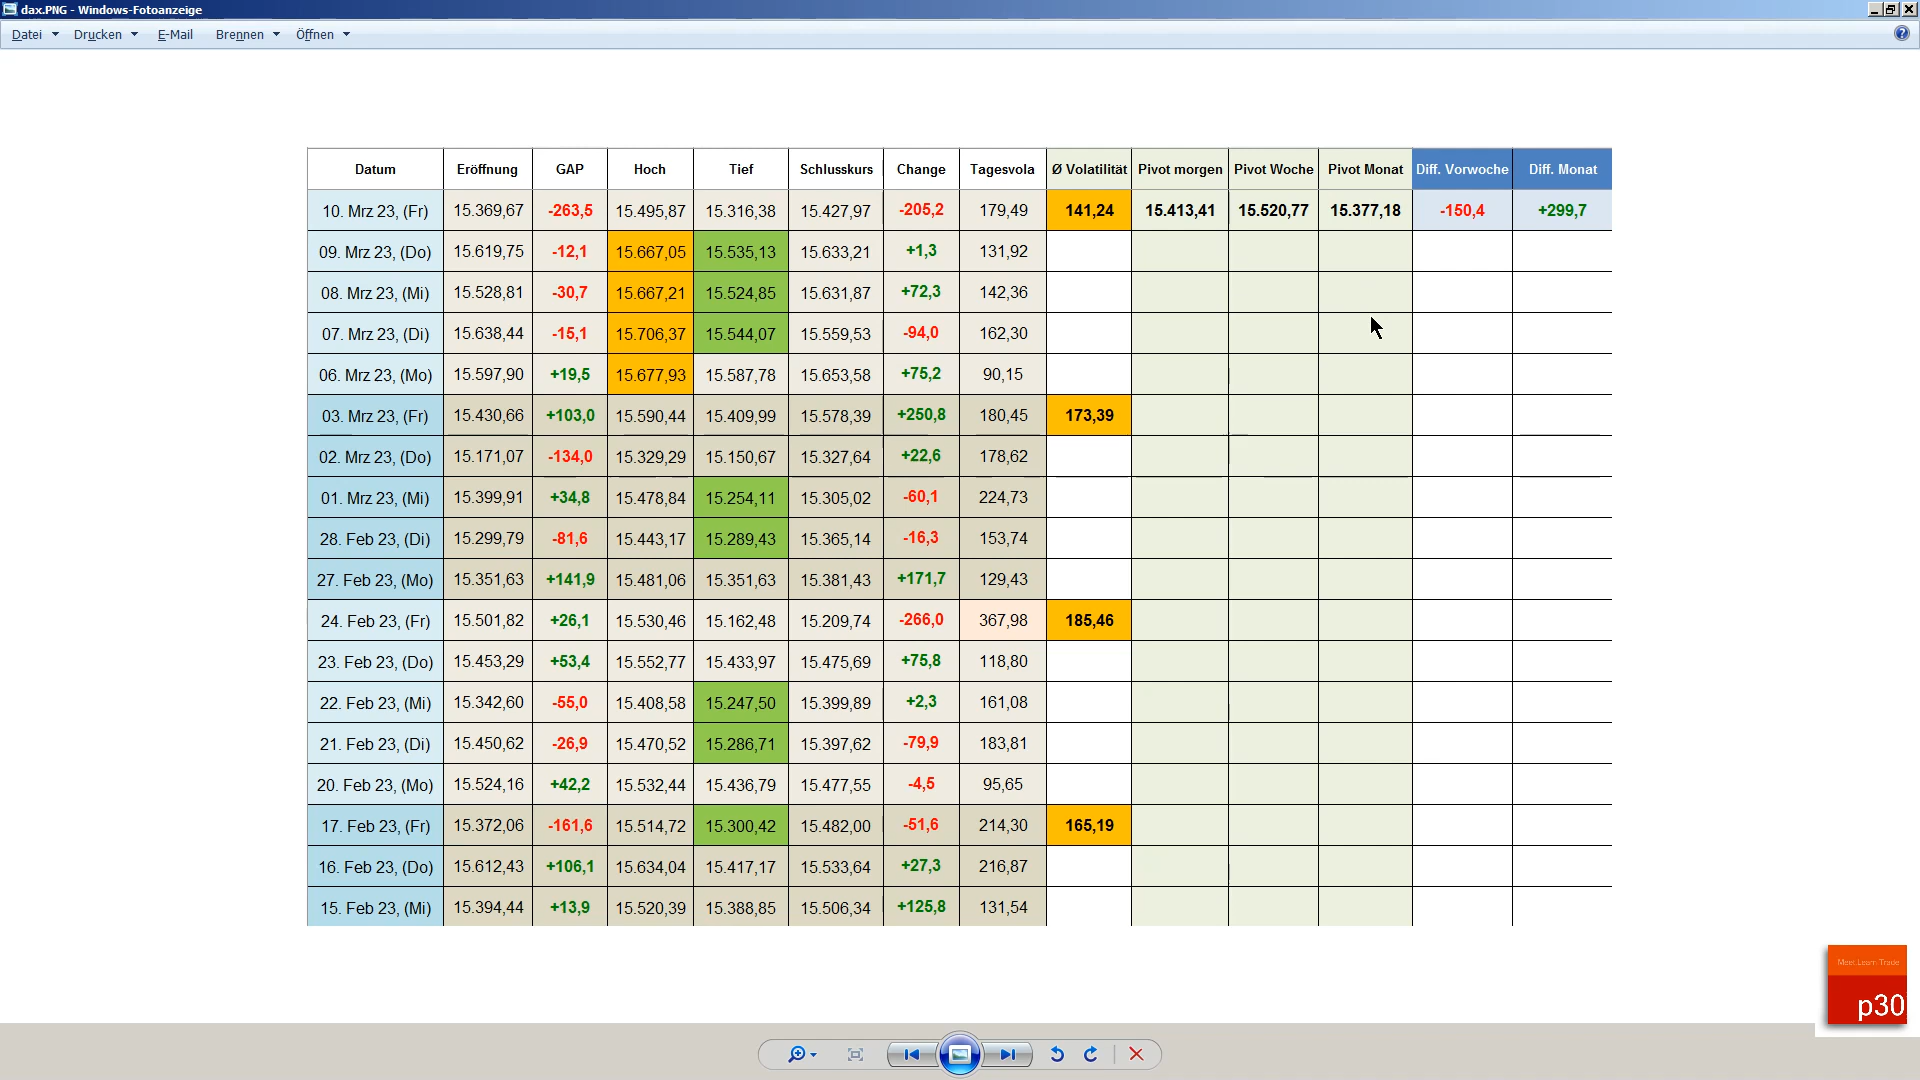 dax.PNG - Windows-Fotoanzeige
Datei Drucken E-Mail Brennen Öffnen
Datum Eröffnung GAP Hoch Tief Schlusskurs Change Tagesvola Ø Volatilität Pivot morgen Pivot Woche Pivot Monat Diff. Vorwoche Diff. Monat
10. Mrz 23, (Fr) 15.369,67 -263,5 15.495,87 15.316,38 15.427,97 -205,2 179,49 141,24 15.413,41 15.520,77 15.377,18 -150,4 +299,7
09. Mrz 23, (Do) 15.619,75 -12,1 15.667,05 15.535,13 15.633,21 +1,3 131,92
08. Mrz 23, (Mi) 15.528,81 -30,7 15.667,21 15.524,85 15.631,87 +72,3 142,36
07. Mrz 23, (Di) 15.638,44 -15,1 15.706,37 15.544,07 15.559,53 -94,0 162,30
06. Mrz 23, (Mo) 15.597,90 +19,5 15.677,93 15.587,78 15.653,58 +75,2 90,15
03. Mrz 23, (Fr) 15.430,66 +103,0 15.590,44 15.409,99 15.578,39 +250,8 180,45 173,39
02. Mrz 23, (Do) 15.171,07 -134,0 15.329,29 15.150,67 15.327,64 +22,6 178,62
01. Mrz 23, (Mi) 15.399,91 +34,8 15.478,84 15.254,11 15.305,02 -60,1 224,73
28. Feb 23, (Di) 15.299,79 -81,6 15.443,17 15.289,43 15.365,14 -16,3 153,74
27. Feb 23, (Mo) 15.351,63 +141,9 15.481,06 15.351,63 15.381,43 +171,7 129,43
24. Feb 23, (Fr) 15.501,82 +26,1 15.530,46 15.162,48 15.209,74 -266,0 367,98 185,46
23. Feb 23, (Do) 15.453,29 +53,4 15.552,77 15.433,97 15.475,69 +75,8 118,80
22. Feb 23, (Mi) 15.342,60 -55,0 15.408,58 15.247,50 15.399,89 +2,3 161,08
21. Feb 23, (Di) 15.450,62 -26,9 15.470,52 15.286,71 15.397,62 -79,9 183,81
20. Feb 23, (Mo) 15.524,16 +42,2 15.532,44 15.436,79 15.477,55 -4,5 95,65
17. Feb 23, (Fr) 15.372,06 -161,6 15.514,72 15.300,42 15.482,00 -51,6 214,30 165,19
16. Feb 23, (Do) 15.612,43 +106,1 15.634,04 15.417,17 15.533,64 +27,3 216,87
15. Feb 23, (Mi) 15.394,44 +13,9 15.520,39 15.388,85 15.506,34 +125,8 131,54
Meet.Learn.Trade
p30